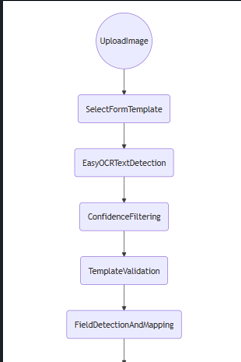 UploadImage
SelectFormTemplate
EasyOCRTextDetection
ConfidenceFiltering
TemplateValidation
FieldDetectionAndMapping